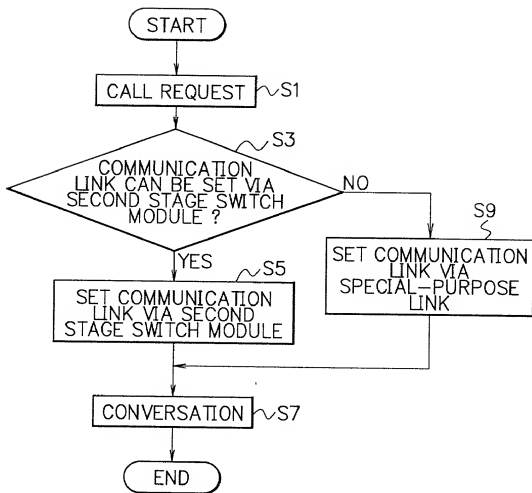 START
CALL REQUEST
S1
S3
COMMUNICATION
LINK CAN BE SET VIA
SECOND STAGE SWITCH
MODULE ?
NO
YES
S5
SET COMMUNICATION
LINK VIA SECOND
STAGE SWITCH MODULE
S9
SET COMMUNICATION
LINK VIA
SPECIAL-PURPOSE
LINK
CONVERSATION
S7
END